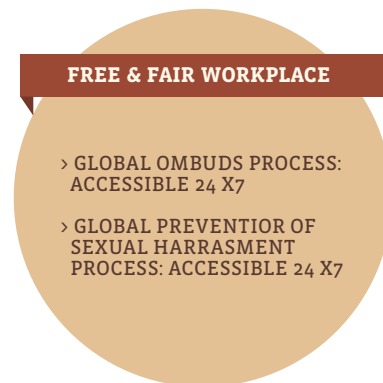 FREE & FAIR WORKPLACE
› GLOBAL OMBUDS PROCESS:
ACCESSIBLE 24 X7
› GLOBAL PREVENTIOR OF
SEXUAL HARRASMENT
PROCESS: ACCESSIBLE 24 X7